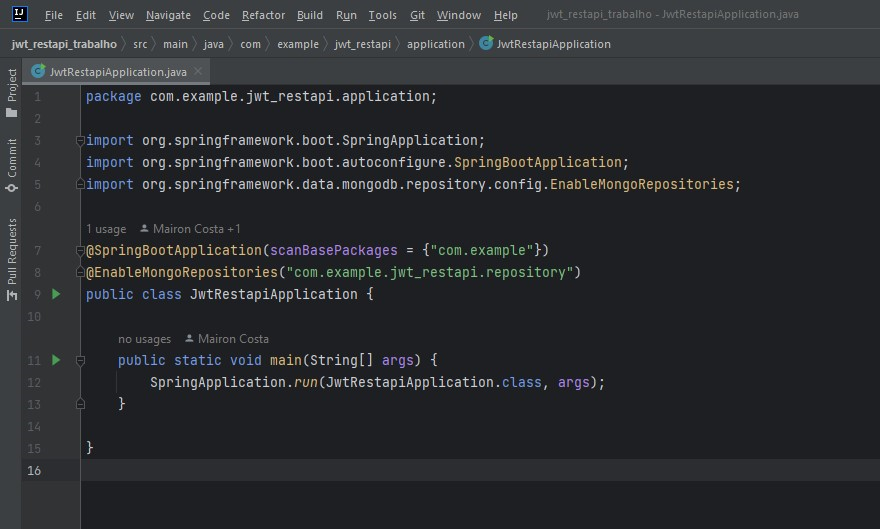 IJ File Edit View Navigate Code Refactor Build Run Tools Git Window Help jwt_restapi_trabalho - JwtRestapiApplication.java
jwt_restapi_trabalho src main java com example jwt_restapi application JwtRestapiApplication
JwtRestapiApplication.java
Project
Commit
Pull Requests
1 package com.example.jwt_restapi.application;
2
3 import org.springframework.boot.SpringApplication;
4 import org.springframework.boot.autoconfigure.SpringBootApplication;
5 import org.springframework.data.mongodb.repository.config.EnableMongoRepositories;
6
1 usage Mairon Costa +1
7 @SpringBootApplication(scanBasePackages = {"com.example"})
8 @EnableMongoRepositories("com.example.jwt_restapi.repository")
9 public class JwtRestapiApplication {
10
no usages Mairon Costa
11 public static void main(String[] args) {
12 SpringApplication.run(JwtRestapiApplication.class, args);
13 }
14
15 }
16